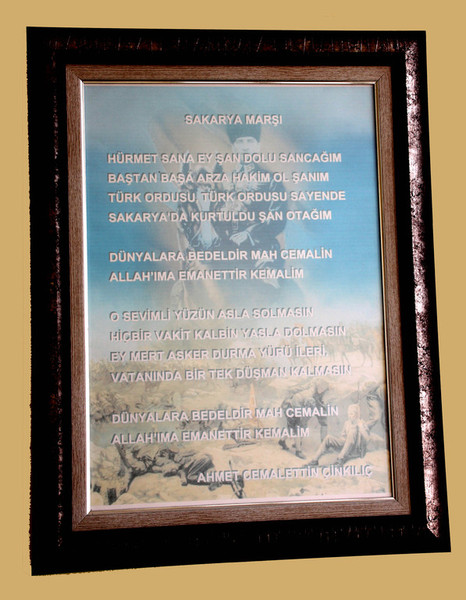 SAKARYA MARŞI
HÜRMET SANA EY ŞAN DOLU SANCAĞIM
BAŞTAN BAŞA ARZA HAKİM OL ŞANIM
TÜRK ORDUSU, TÜRK ORDUSU SAYENDE
SAKARYA'DA KURTULDU ŞAN OTAĞIM
DÜNYALARA BEDELDİR MAH CEMALİN
ALLAH'IMA EMANETTİR KEMALİM
O SEVİMLİ YÜZÜN ASLA SOLMASIN
HİÇBİR VAKİT KALBİN YASLA DOLMASIN
EY MERT ASKER DURMA YÜRÜ İLERİ,
VATANINDA BİR TEK DÜŞMAN KALMASIN
DÜNYALARA BEDELDİR MAH CEMALİN
ALLAH'IMA EMANETTİR KEMALİM
AHMET CEMALETTİN ÇİNKILIÇ